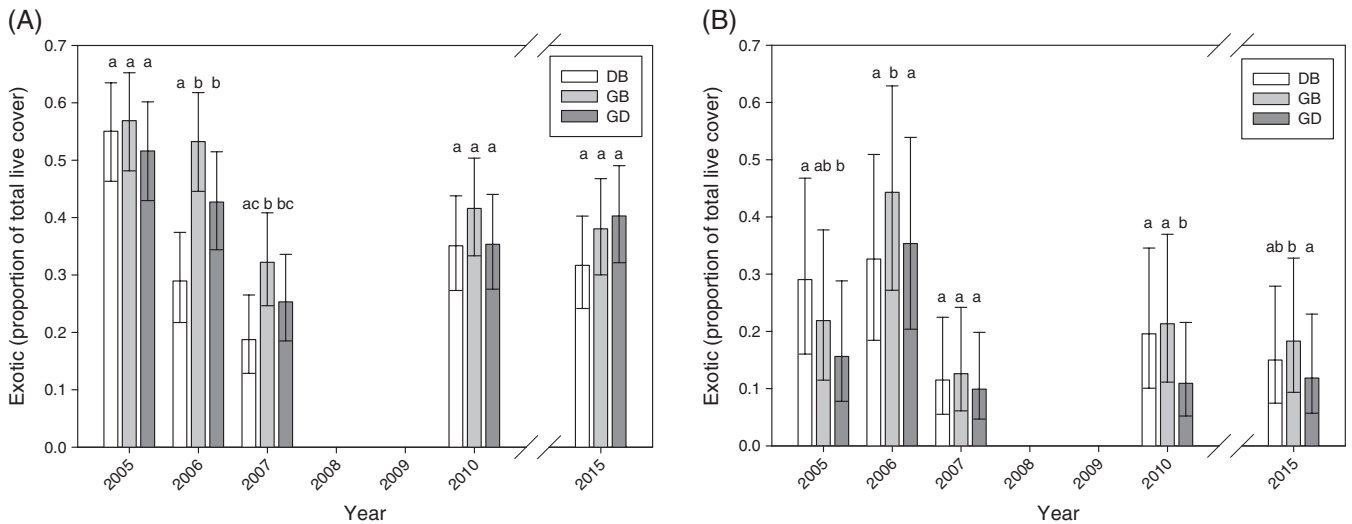 (A)
Exotic (proportion of total live cover)
0.7
0.6
0.5
0.4
0.3
0.2
0.1
0.0
a a a
a b b
ac b bc
a a a
a a a
DB
GB
GD
2005
2006
2007
2008
2009
2010
2015
Year
(B)
Exotic (proportion of total live cover)
0.7
0.6
0.5
0.4
0.3
0.2
0.1
0.0
a ab b
a b a
a a a
a a b
ab b a
DB
GB
GD
2005
2006
2007
2008
2009
2010
2015
Year